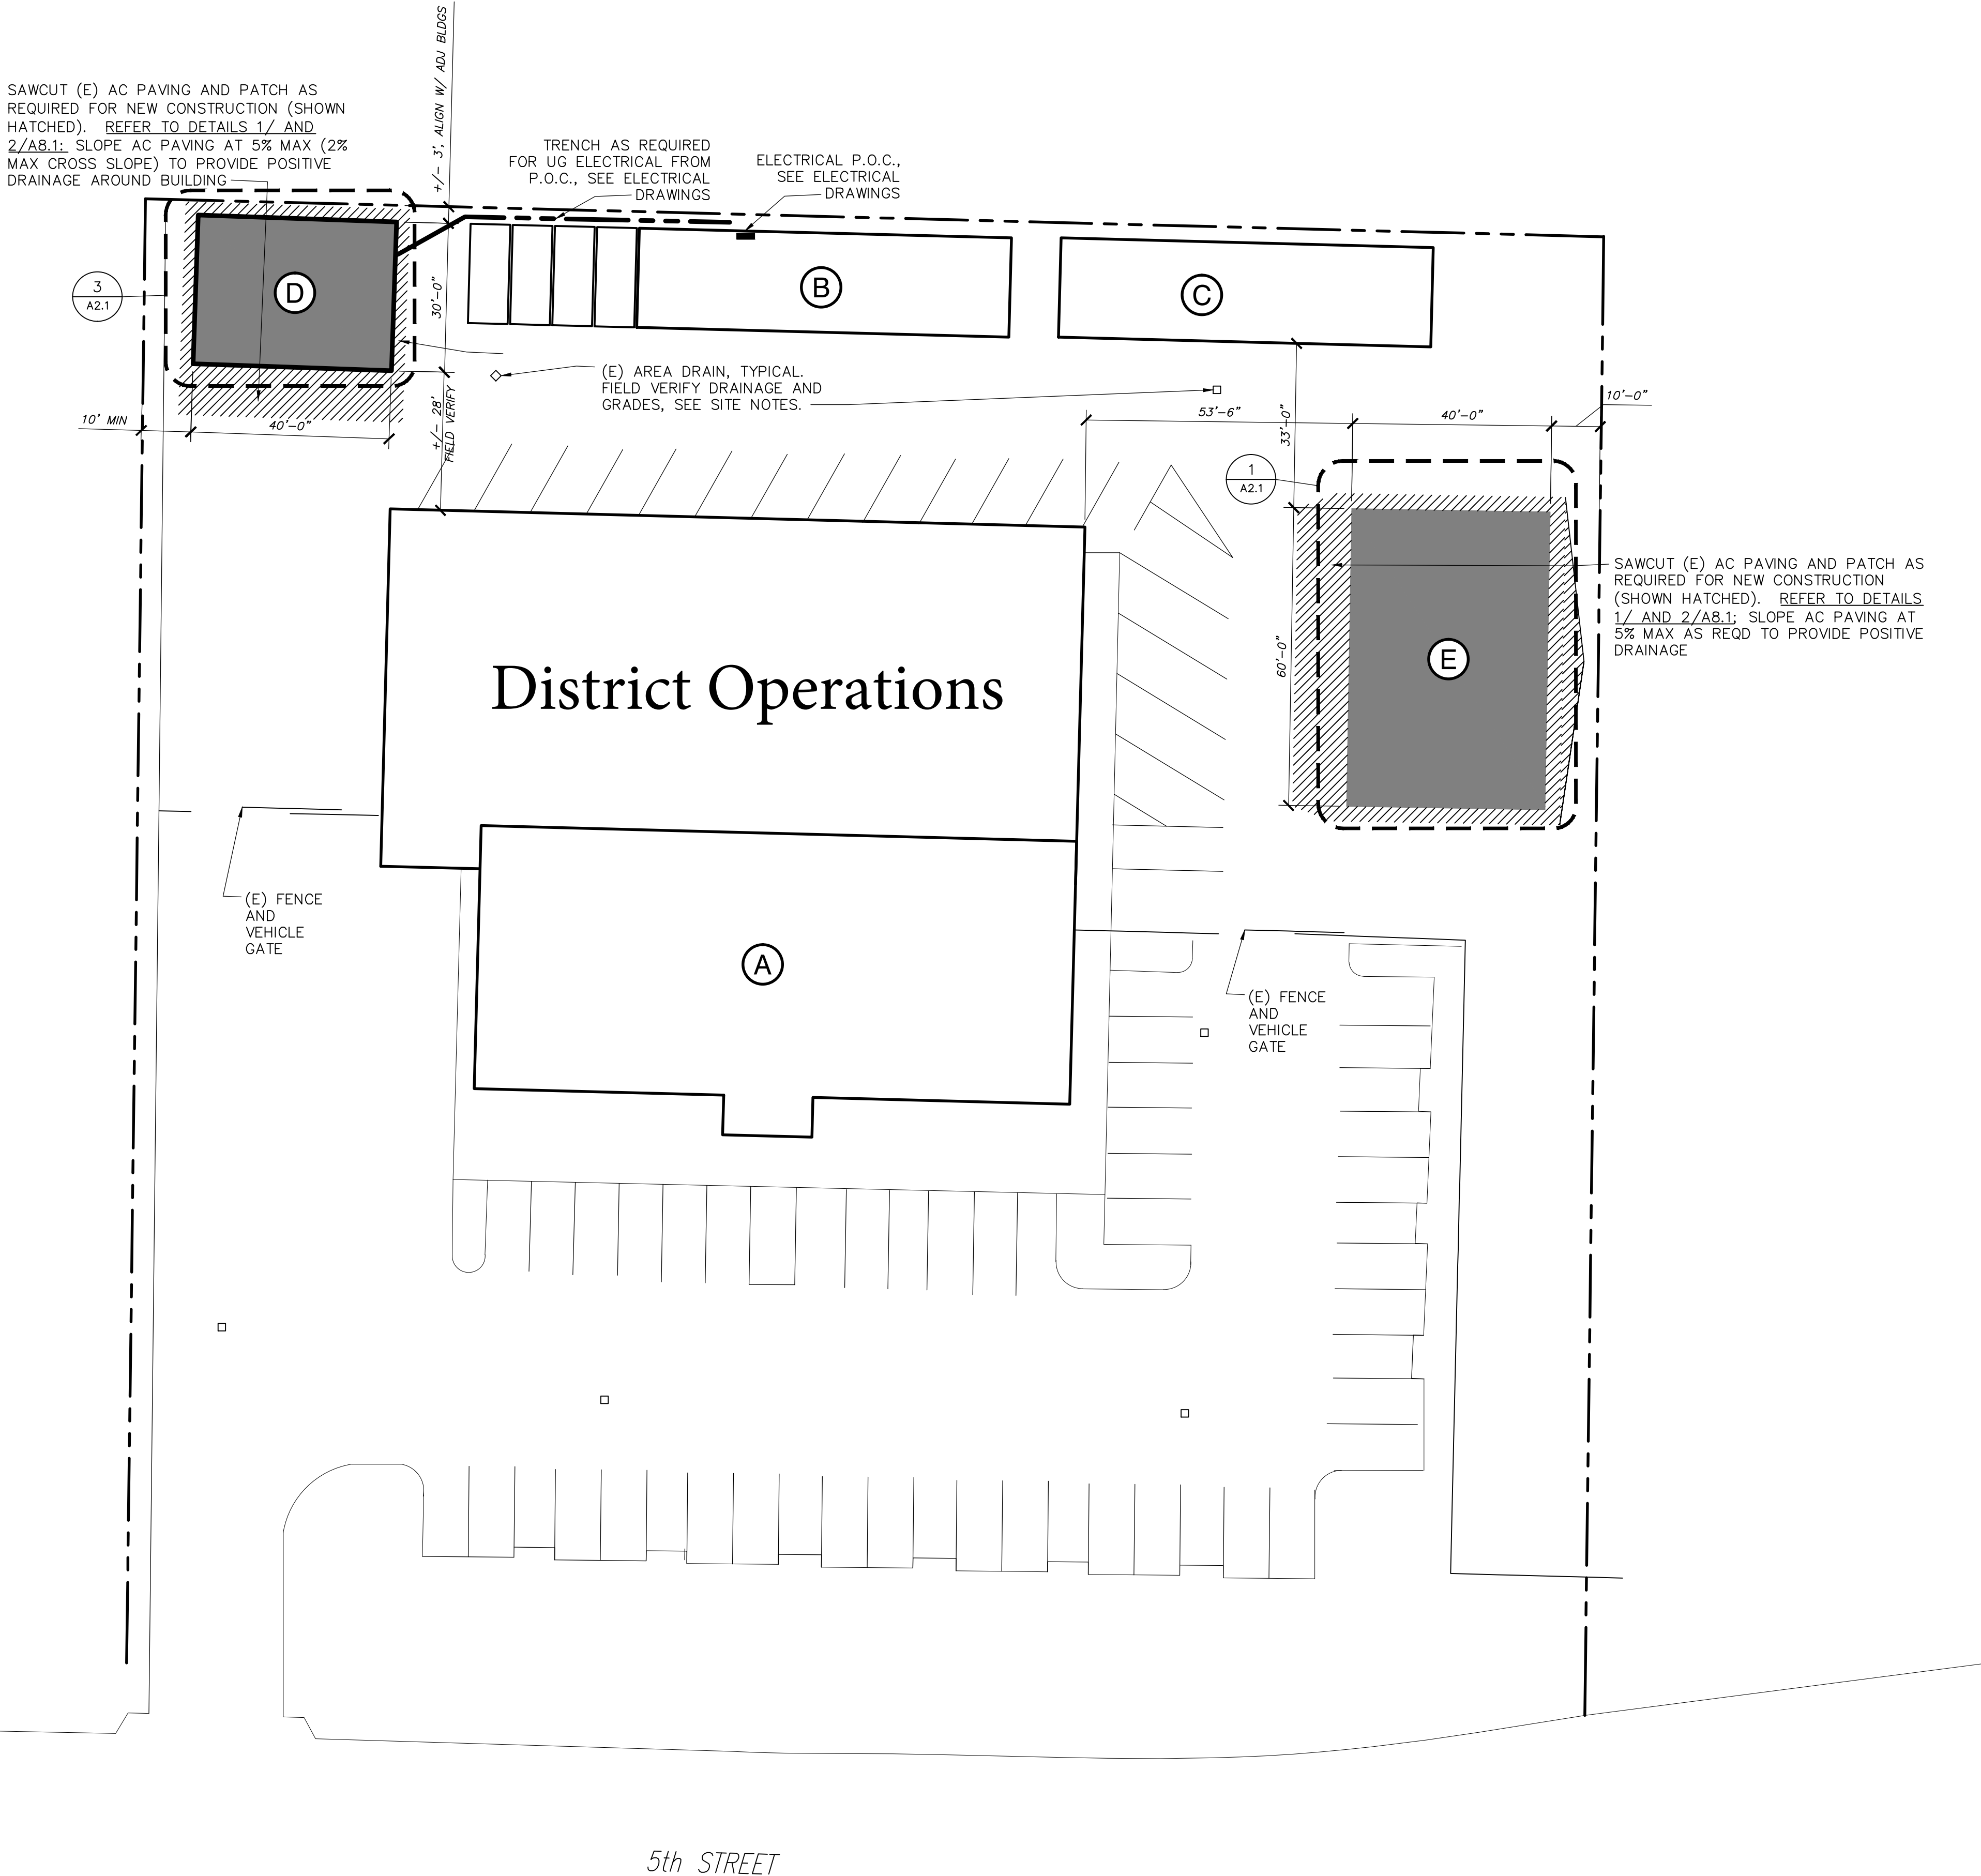 +/- 3', ALIGN W/ ADJ BLDGS
SAWCUT (E) AC PAVING AND PATCH AS
REQUIRED FOR NEW CONSTRUCTION (SHOWN
HATCHED). REFER TO DETAILS 1/ AND
2/A8.1: SLOPE AC PAVING AT 5% MAX (2%
MAX CROSS SLOPE) TO PROVIDE POSITIVE
DRAINAGE AROUND BUILDING
TRENCH AS REQUIRED
FOR UG ELECTRICAL FROM
P.O.C., SEE ELECTRICAL
DRAWINGS
ELECTRICAL P.O.C.,
SEE ELECTRICAL
DRAWINGS
3
A2.1
D
30'-0"
B
C
(E) AREA DRAIN, TYPICAL.
FIELD VERIFY DRAINAGE AND
GRADES, SEE SITE NOTES.
10' MIN
40'-0"
+/- 28'
FIELD VERIFY
53'-6"
33'-0"
40'-0"
10'-0"
1
A2.1
SAWCUT (E) AC PAVING AND PATCH AS
REQUIRED FOR NEW CONSTRUCTION
(SHOWN HATCHED). REFER TO DETAILS
1/ AND 2/A8.1; SLOPE AC PAVING AT
5% MAX AS REQD TO PROVIDE POSITIVE
DRAINAGE
60'-0"
E
District Operations
(E) FENCE
AND
VEHICLE
GATE
A
(E) FENCE
AND
VEHICLE
GATE
5th STREET